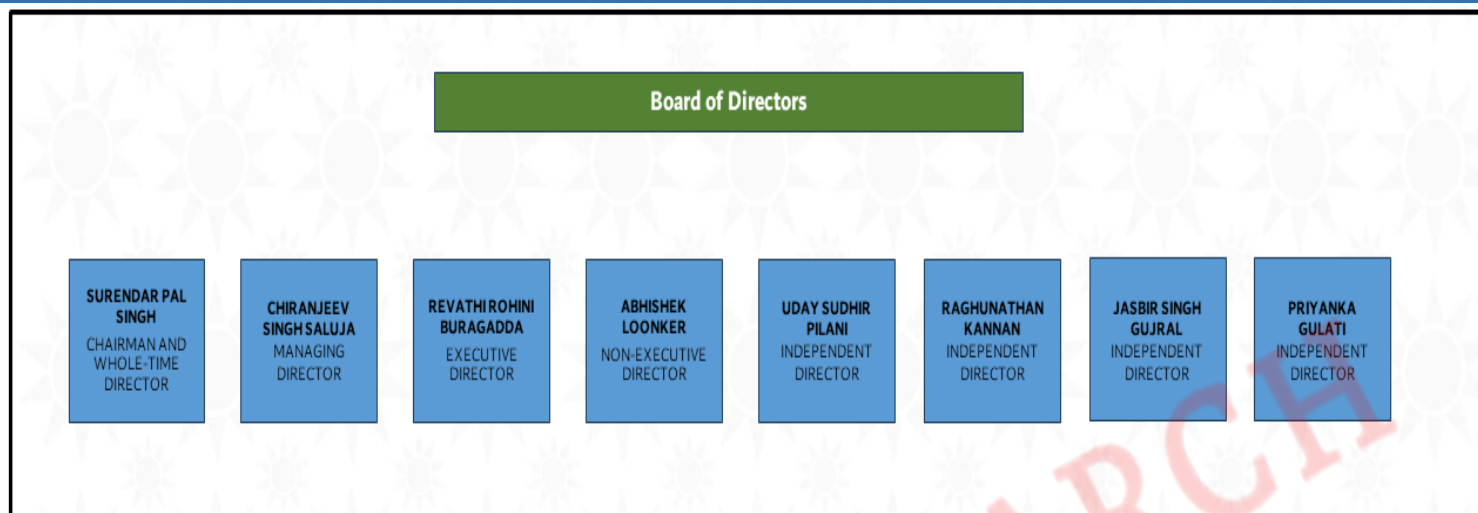 Board of Directors
SURENDAR PAL
SINGH
CHAIRMAN AND
WHOLE-TIME
DIRECTOR
CHIRANJEEV
SINGH SALUJA
MANAGING
DIRECTOR
REVATHI ROHINI
BURAGADDA
EXECUTIVE
DIRECTOR
ABHISHEK
LOONKER
NON-EXECUTIVE
DIRECTOR
UDAY SUDHIR
PILANI
INDEPENDENT
DIRECTOR
RAGHUNATHAN
KANNAN
INDEPENDENT
DIRECTOR
JASBIR SINGH
GUJRAL
INDEPENDENT
DIRECTOR
PRIYANKA
GULATI
INDEPENDENT
DIRECTOR
ARCH